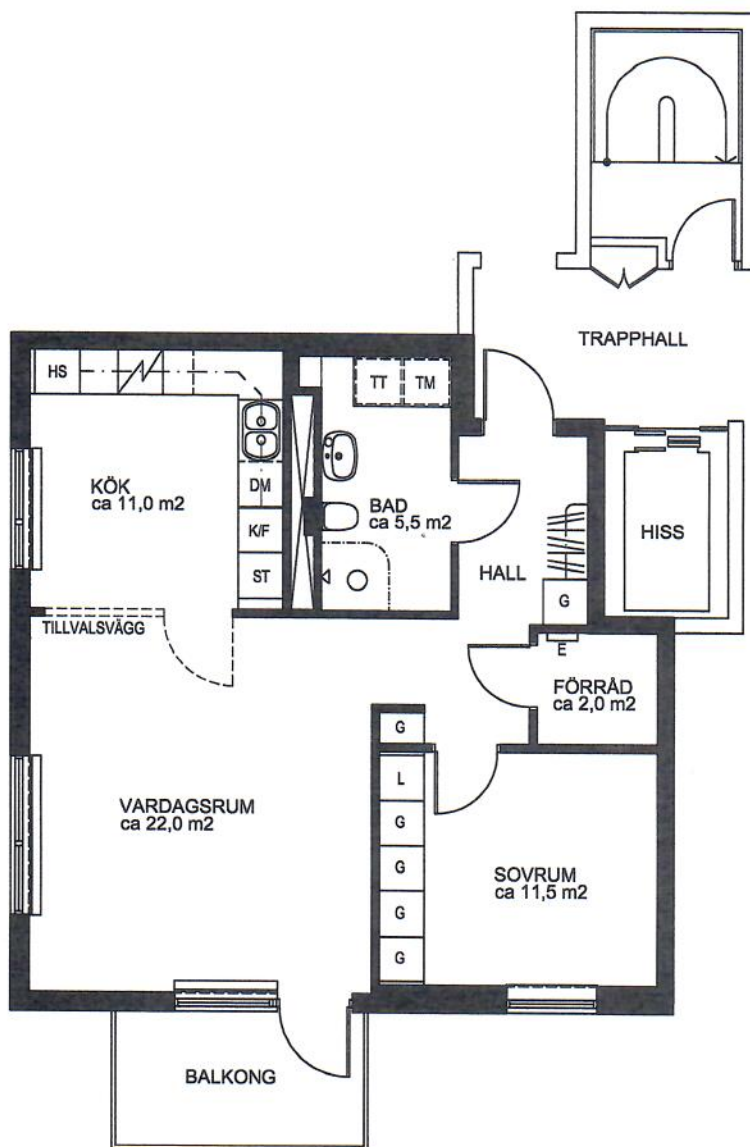 TRAPPHALL
HS
TT
TM
KÖK
ca 11,0 m2
DM
BAD
ca 5,5 m2
K/F
HISS
ST
HALL
G
TILLVALSVÄGG
E
FÖRRÅD
ca 2,0 m2
G
L
VARDAGSRUM
ca 22,0 m2
G
G
SOVRUM
ca 11,5 m2
G
G
BALKONG